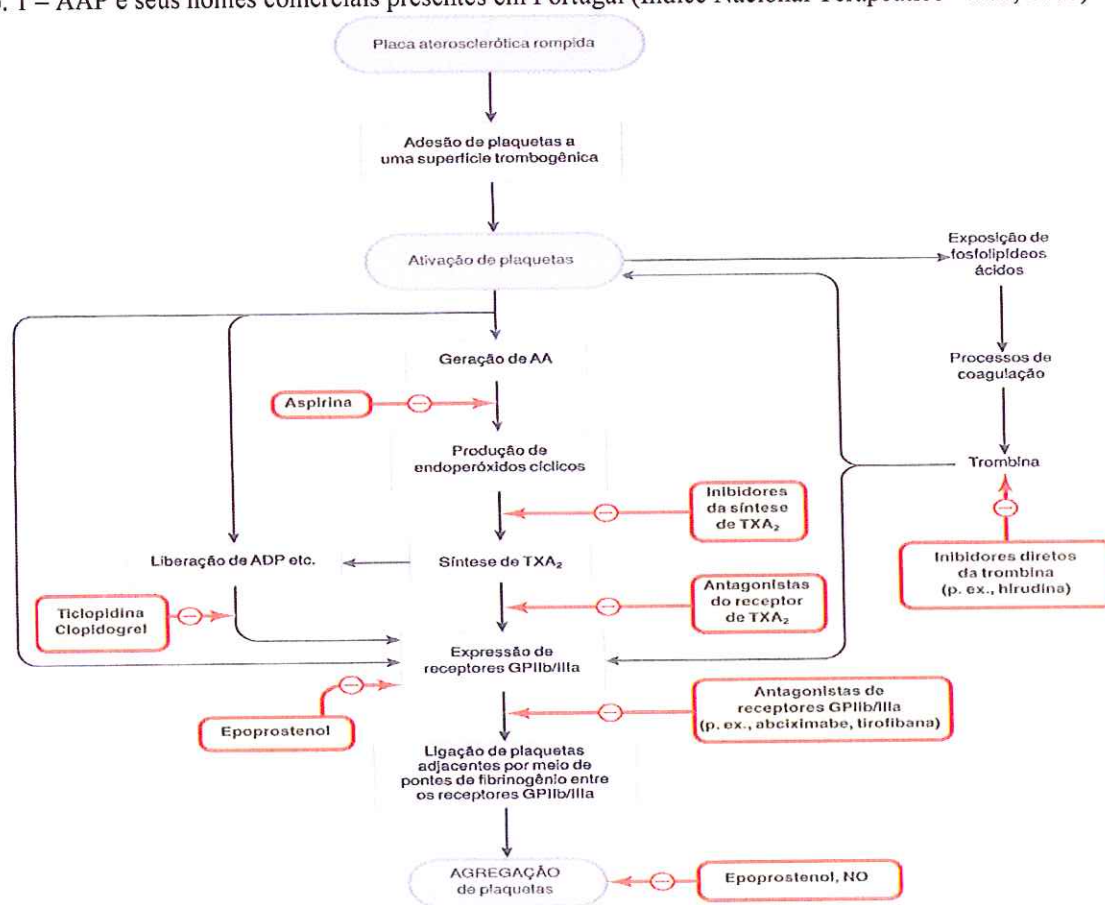 1 – AAP e seus nomes comerciais presentes em Portugal (Índice Nacional Terapêutico
Placa aterosclerótica rompida
Adesão de plaquetas a
uma superfície trombogênica
Ativação de plaquetas
Exposição de
fosfolipídeos
ácidos
Geração de AA
Processos de
coagulação
Aspirina
Produção de
endoperóxidos cíclicos
Trombina
Inibidores
da síntese
de TXA₂
Liberação de ADP etc.
Síntese de TXA₂
Inibidores diretos
da trombina
(p. ex., hirudina)
Antagonistas
do receptor
de TXA₂
Ticlopidina
Clopidogrel
Expressão de
receptores GPIIb/IIIa
Antagonistas de
receptores GPIIb/IIIa
(p. ex., abciximabe, tirofibana)
Epoprostenol
Ligação de plaquetas
adjacentes por meio de
pontes de fibrinogênio entre
os receptores GPIIb/IIIa
AGREGAÇÃO
de plaquetas
Epoprostenol, NO